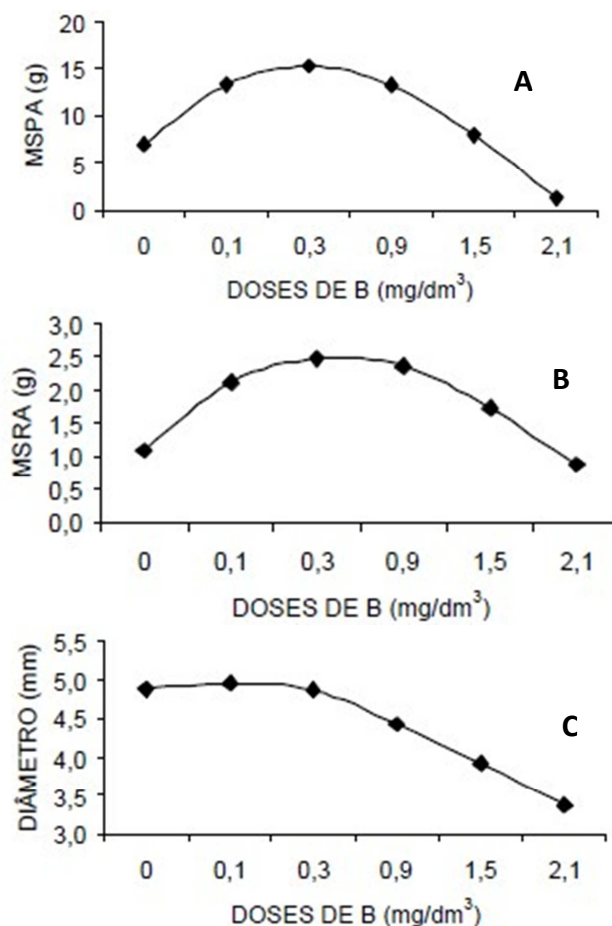 20
15
10
5
0
MSPA (g)
A
0 0,1 0,3 0,9 1,5 2,1
DOSES DE B (mg/dm³)
3,0
2,5
2,0
1,5
1,0
0,5
0,0
MSRA (g)
B
0 0,1 0,3 0,9 1,5 2,1
DOSES DE B (mg/dm³)
5,5
5,0
4,5
4,0
3,5
3,0
DIÂMETRO (mm)
C
0 0,1 0,3 0,9 1,5 2,1
DOSES DE B (mg/dm³)